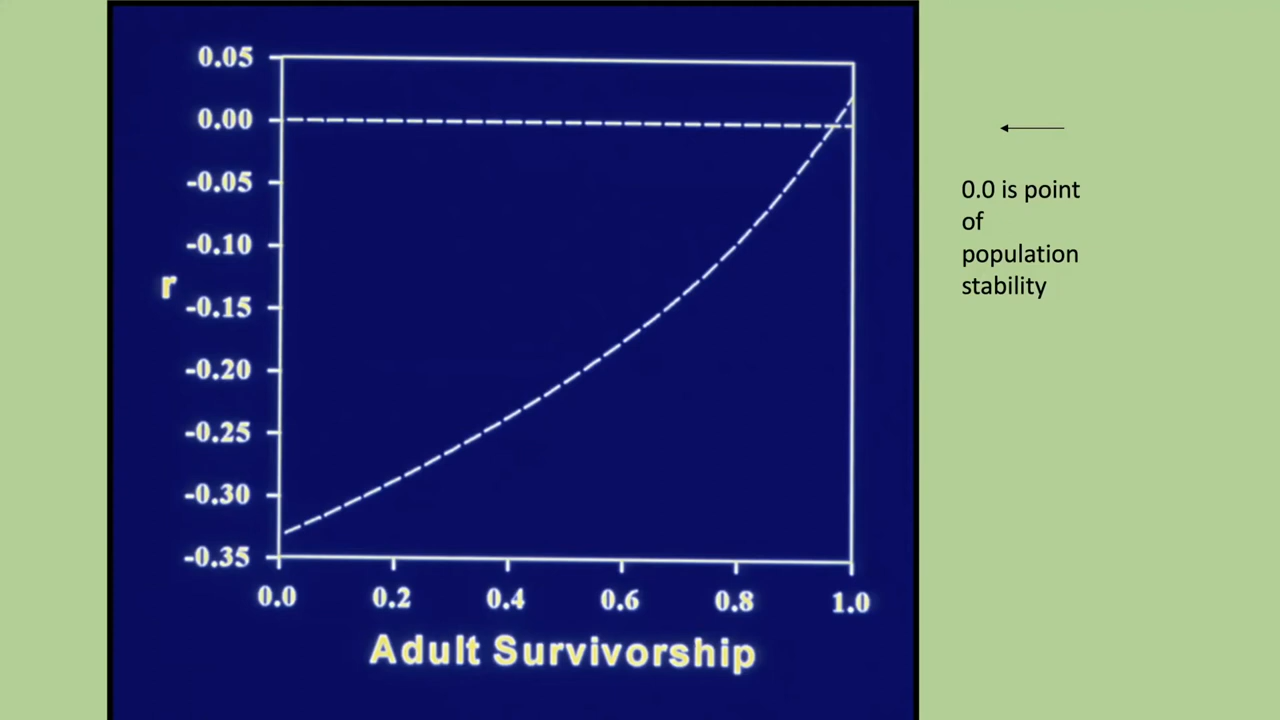 0.05
0.00
-0.05
-0.10
r
-0.15
-0.20
-0.25
-0.30
-0.35
0.0 0.2 0.4 0.6 0.8 1.0
Adult Survivorship
0.0 is point
of
population
stability